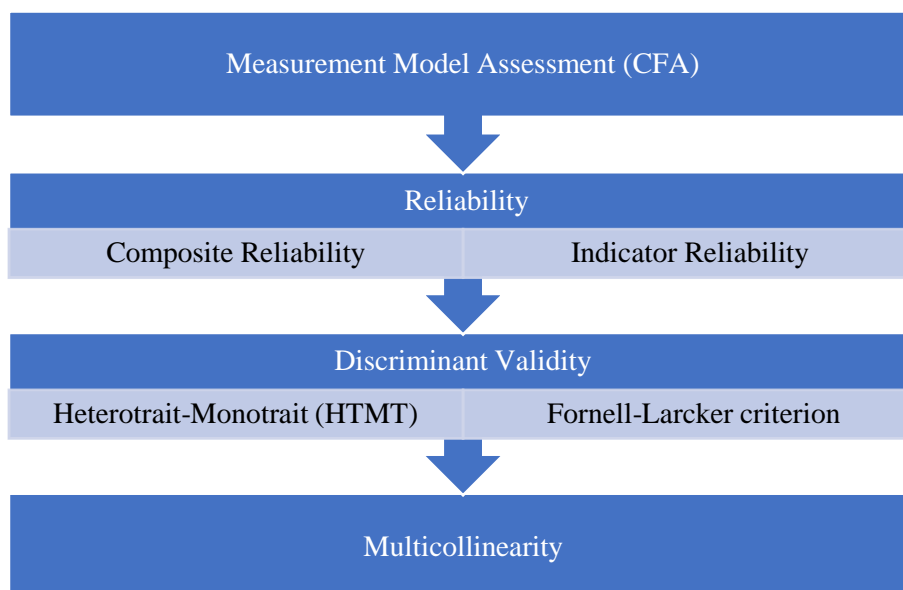 Measurement Model Assessment (CFA)
Reliability
Composite Reliability
Indicator Reliability
Discriminant Validity
Heterotrait-Monotrait (HTMT)
Fornell-Larcker criterion
Multicollinearity